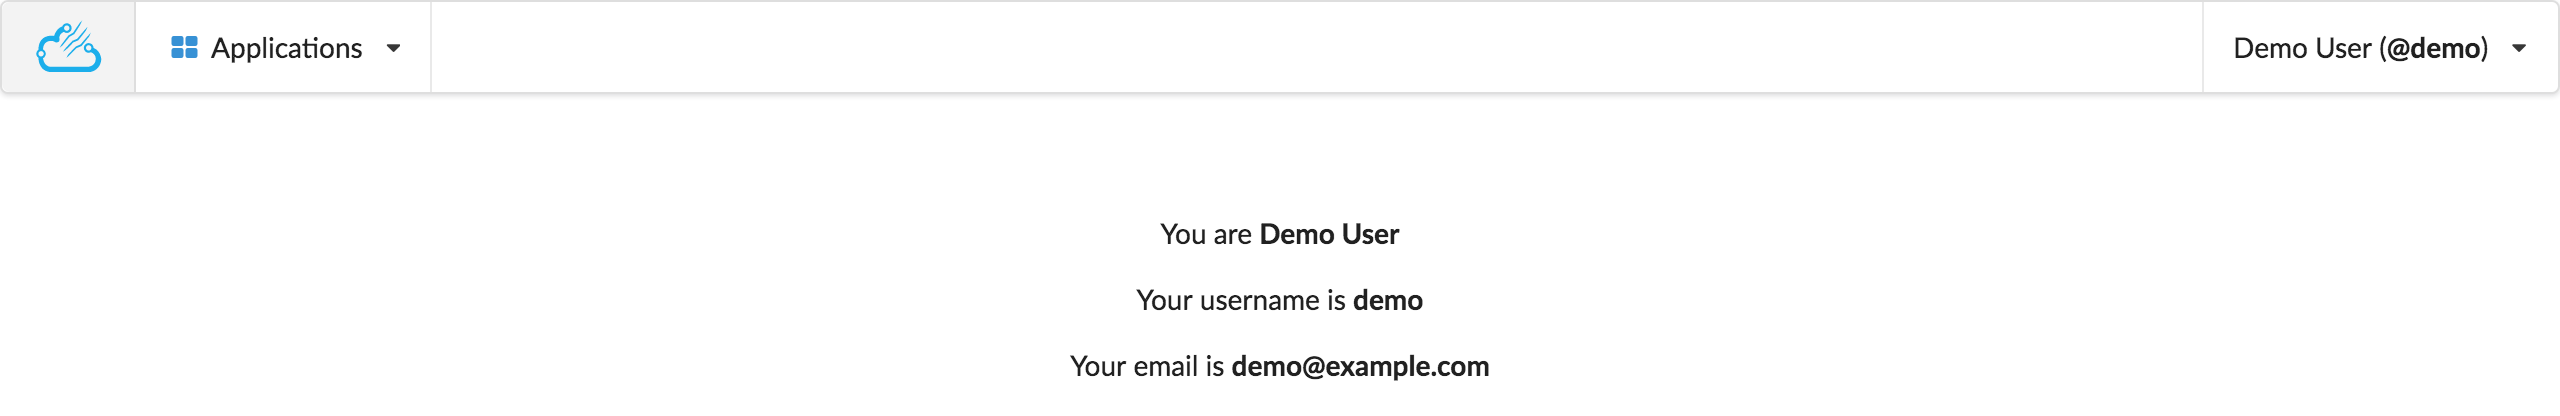 Applications
Demo User (@demo)
You are Demo User
Your username is demo
Your email is demo@example.com